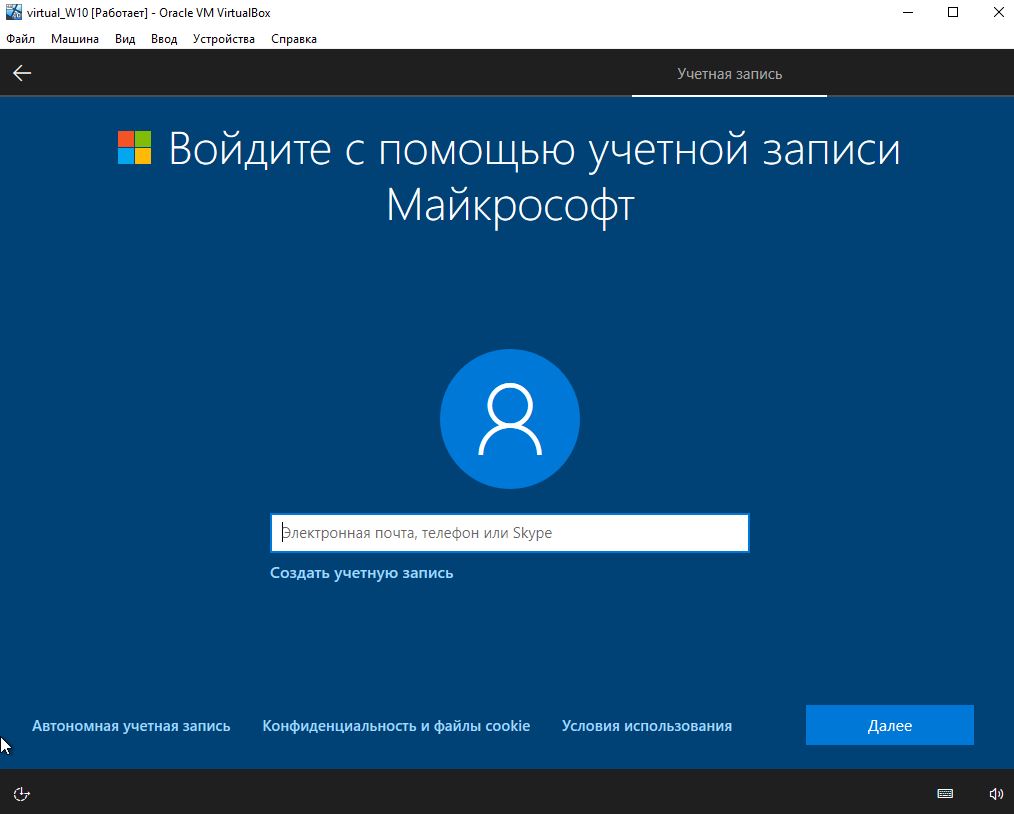 virtual_W10 [Работает] - Oracle VM VirtualBox
Файл Машина Вид Ввод Устройства Справка
Учетная запись
Войдите с помощью учетной записи
Майкрософт
Электронная почта, телефон или Skype
Создать учетную запись
Автономная учетная запись Конфиденциальность и файлы cookie Условия использования Далее